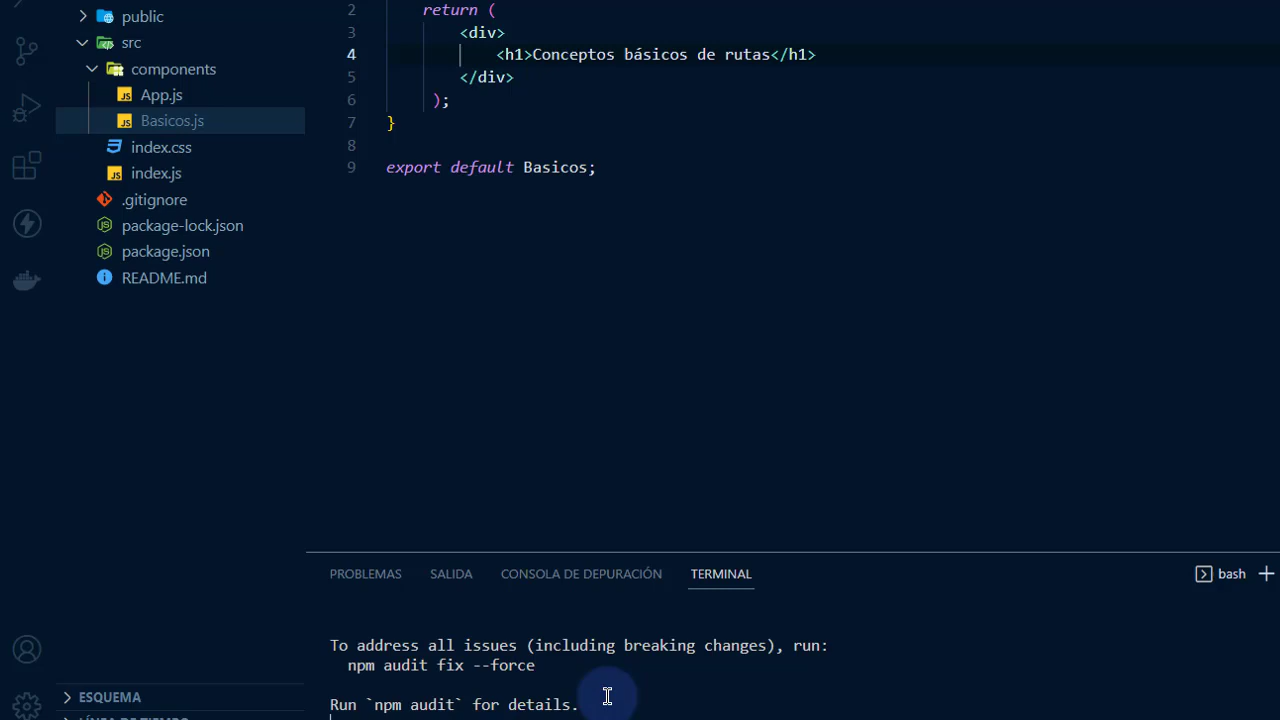 public
src
components
App.js
Basicos.js
index.css
index.js
.gitignore
package-lock.json
package.json
README.md
ESQUEMA
2 return (
3 <div>
4 <h1>Conceptos básicos de rutas</h1>
5 </div>
6 );
7 }
8
9 export default Basicos;
PROBLEMAS SALIDA CONSOLA DE DEPURACIÓN TERMINAL bash
To address all issues (including breaking changes), run:
npm audit fix --force
Run `npm audit` for details.